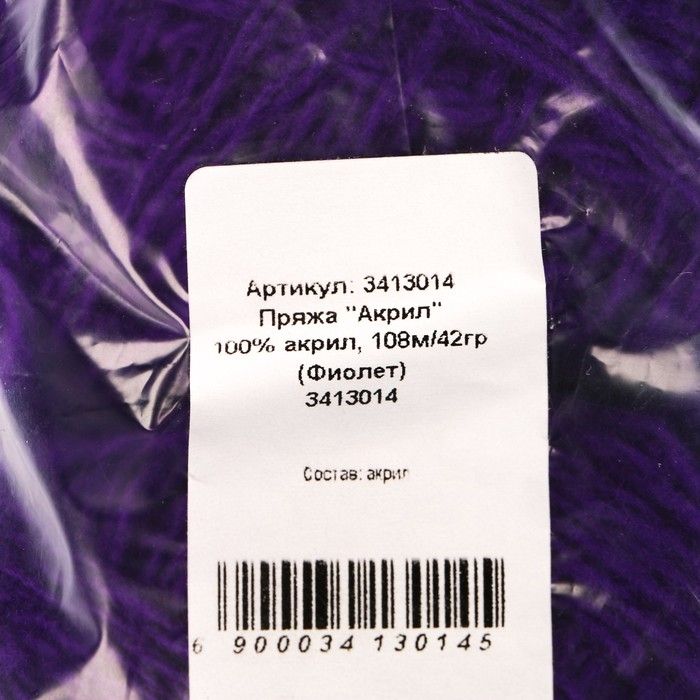 Артикул: 3413014
Пряжа "Акрил"
100% акрил, 108м/42гр
(Фиолет)
3413014
Состав: акрил
6 900034 130145